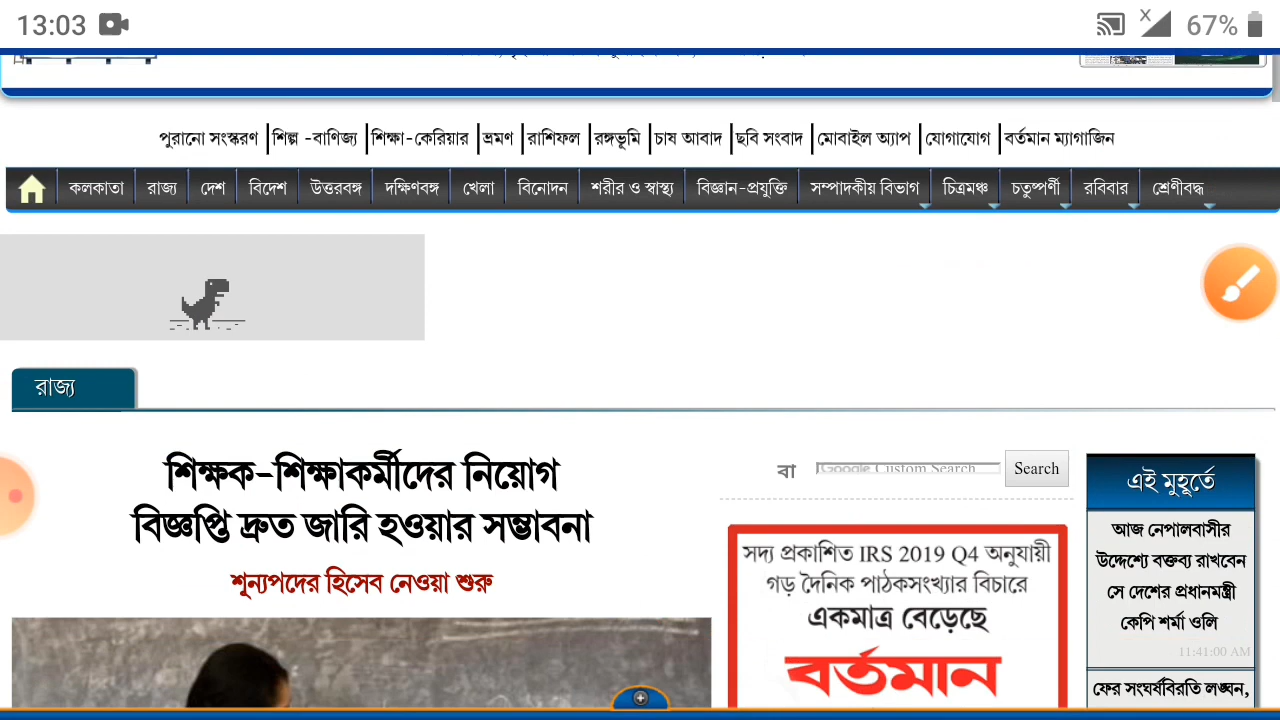 13:03
X
67%
পুরানো সংস্করণ শিল্প -বাণিজ্য শিক্ষা-কেরিয়ার ভ্রমণ রাশিফল রঙ্গভূমি চাষ আবাদ ছবি সংবাদ মোবাইল অ্যাপ যোগাযোগ বর্তমান ম্যাগাজিন
কলকাতা রাজ্য দেশ বিদেশ উত্তরবঙ্গ দক্ষিণবঙ্গ খেলা বিনোদন শরীর ও স্বাস্থ্য বিজ্ঞান-প্রযুক্তি সম্পাদকীয় বিভাগ চিত্রমঞ্চ চতুষ্পর্ণী রবিবার শ্রেণীবদ্ধ
রাজ্য
শিক্ষক-শিক্ষাকর্মীদের নিয়োগ
বিজ্ঞপ্তি দ্রুত জারি হওয়ার সম্ভাবনা
শূন্যপদের হিসেব নেওয়া শুরু
বা
Google Custom Search
Search
সদ্য প্রকাশিত IRS 2019 Q4 অনুযায়ী
গড় দৈনিক পাঠকসংখ্যার বিচারে
একমাত্র বেড়েছে
বর্তমান
এই মুহূর্তে
আজ নেপালবাসীর
উদ্দেশ্যে বক্তব্য রাখবেন
সে দেশের প্রধানমন্ত্রী
কেপি শর্মা ওলি
11:41:00 AM
ফের সংঘর্ষবিরতি লঙ্ঘন,